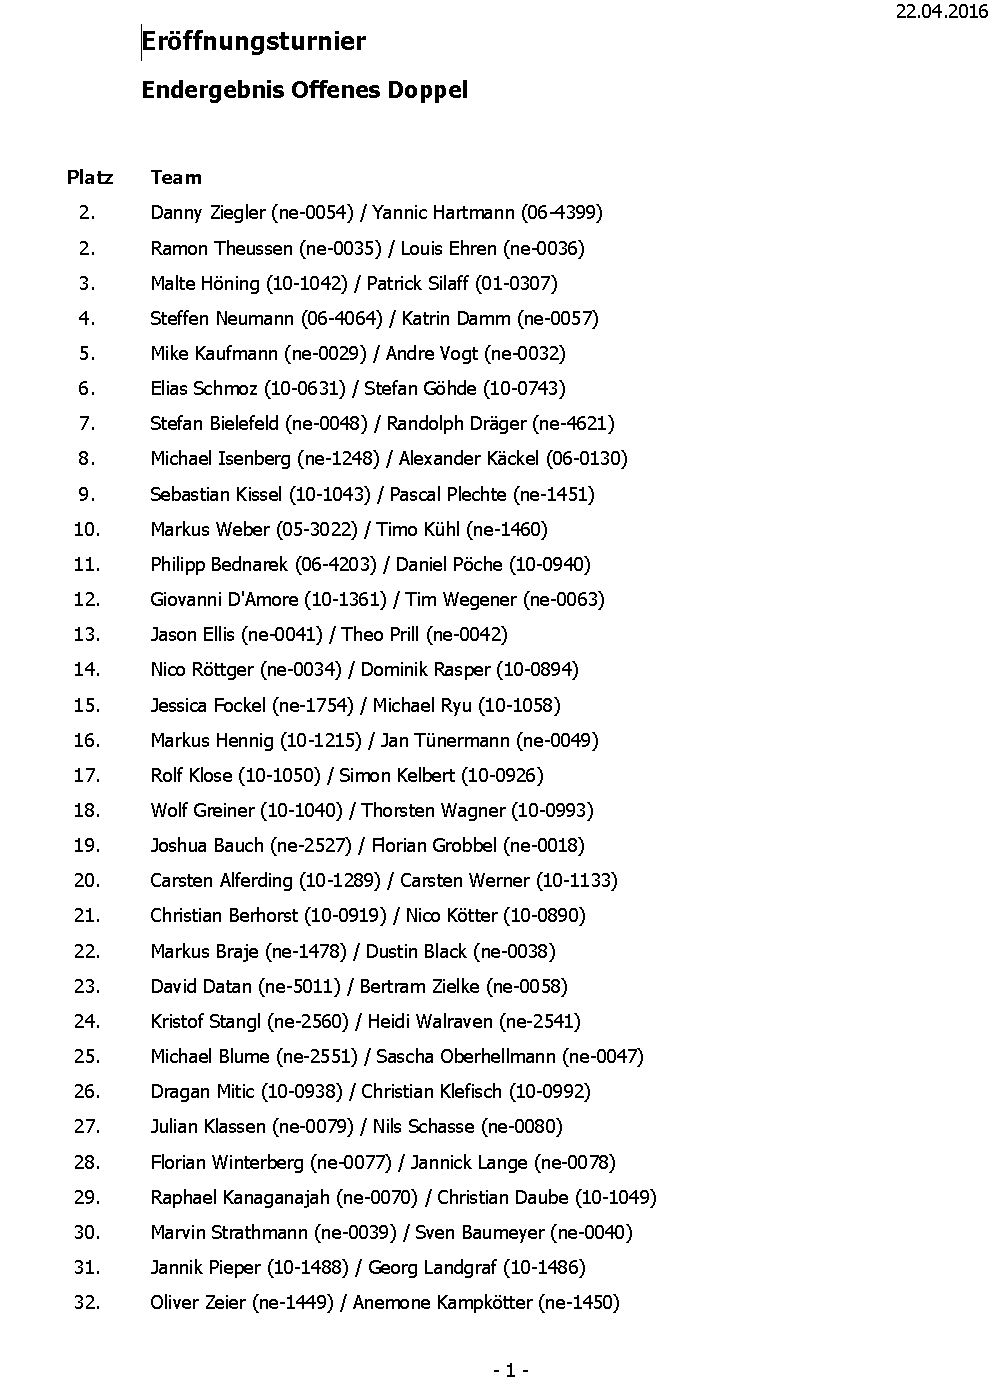 22.04.2016
Eröffnungsturnier
Endergebnis Offenes Doppel
Platz Team
2. Danny Ziegler (ne-0054) / Yannic Hartmann (06-4399)
2. Ramon Theussen (ne-0035) / Louis Ehren (ne-0036)
3. Malte Höning (10-1042) / Patrick Silaff (01-0307)
4. Steffen Neumann (06-4064) / Katrin Damm (ne-0057)
5. Mike Kaufmann (ne-0029) / Andre Vogt (ne-0032)
6. Elias Schmoz (10-0631) / Stefan Göhde (10-0743)
7. Stefan Bielefeld (ne-0048) / Randolph Dräger (ne-4621)
8. Michael Isenberg (ne-1248) / Alexander Käckel (06-0130)
9. Sebastian Kissel (10-1043) / Pascal Plechte (ne-1451)
10. Markus Weber (05-3022) / Timo Kühl (ne-1460)
11. Philipp Bednarek (06-4203) / Daniel Pöche (10-0940)
12. Giovanni D'Amore (10-1361) / Tim Wegener (ne-0063)
13. Jason Ellis (ne-0041) / Theo Prill (ne-0042)
14. Nico Röttger (ne-0034) / Dominik Rasper (10-0894)
15. Jessica Fockel (ne-1754) / Michael Ryu (10-1058)
16. Markus Hennig (10-1215) / Jan Tünermann (ne-0049)
17. Rolf Klose (10-1050) / Simon Kelbert (10-0926)
18. Wolf Greiner (10-1040) / Thorsten Wagner (10-0993)
19. Joshua Bauch (ne-2527) / Florian Grobbel (ne-0018)
20. Carsten Alferding (10-1289) / Carsten Werner (10-1133)
21. Christian Berhorst (10-0919) / Nico Kötter (10-0890)
22. Markus Braje (ne-1478) / Dustin Black (ne-0038)
23. David Datan (ne-5011) / Bertram Zielke (ne-0058)
24. Kristof Stangl (ne-2560) / Heidi Walraven (ne-2541)
25. Michael Blume (ne-2551) / Sascha Oberhellmann (ne-0047)
26. Dragan Mitic (10-0938) / Christian Klefisch (10-0992)
27. Julian Klassen (ne-0079) / Nils Schasse (ne-0080)
28. Florian Winterberg (ne-0077) / Jannick Lange (ne-0078)
29. Raphael Kanaganajah (ne-0070) / Christian Daube (10-1049)
30. Marvin Strathmann (ne-0039) / Sven Baumeyer (ne-0040)
31. Jannik Pieper (10-1488) / Georg Landgraf (10-1486)
32. Oliver Zeier (ne-1449) / Anemone Kampkötter (ne-1450)
- 1 -